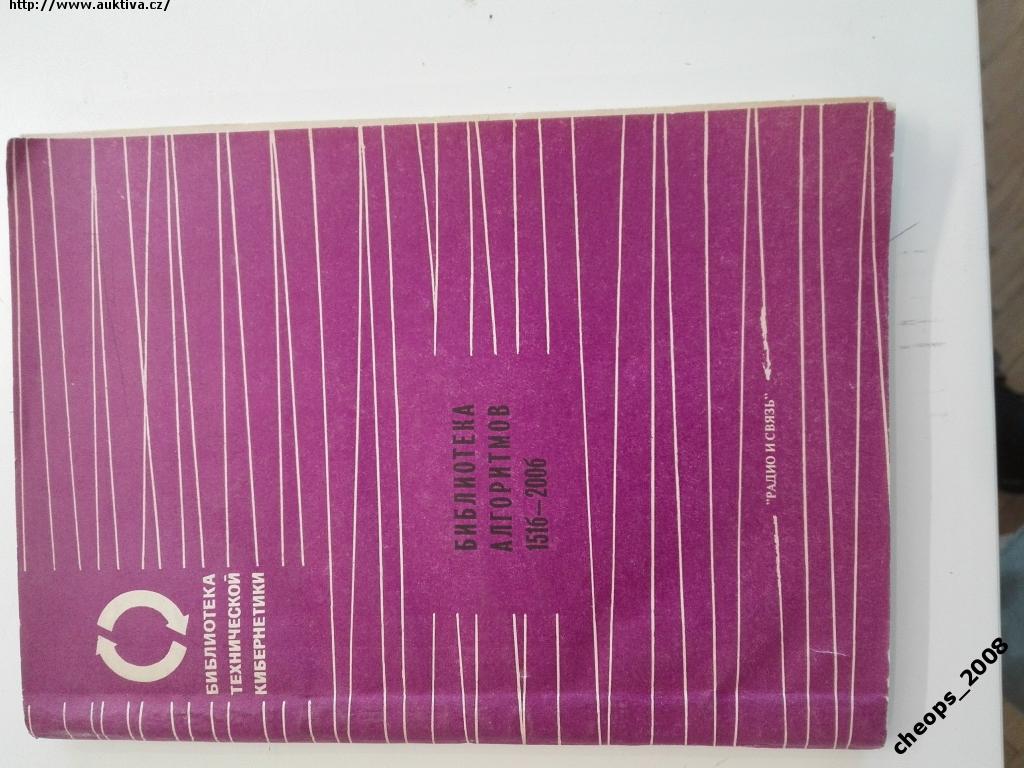 http://www.auktiva.cz/
БИБЛИОТЕКА
ТЕХНИЧЕСКОЙ
КИБЕРНЕТИКИ
БИБЛИОТЕКА
АЛГОРИТМОВ
151б—200б
"РАДИО И СВЯЗЬ"
cheops_2008